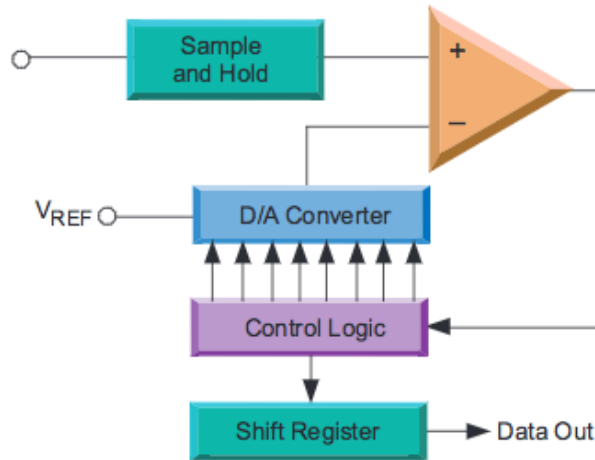 Sample
and Hold
+
−
VREF
D/A Converter
Control Logic
Shift Register
Data Out